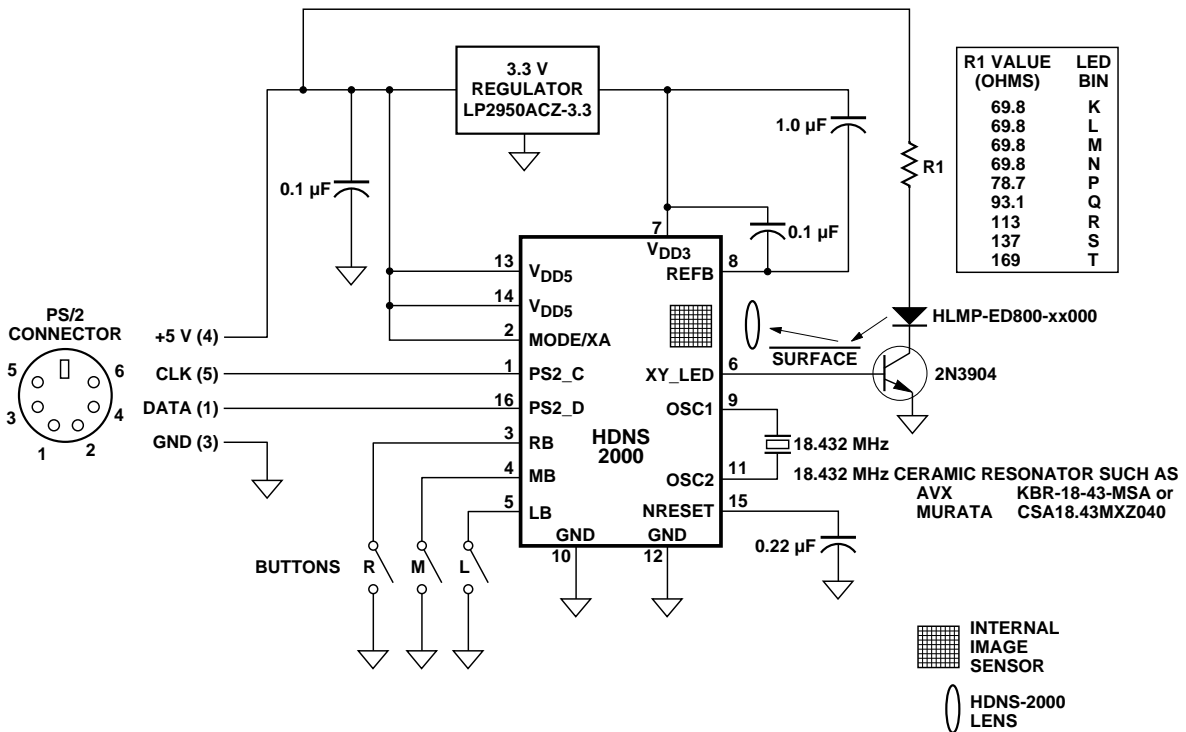 3.3 V
REGULATOR
LP2950ACZ-3.3
R1 VALUE LED
(OHMS) BIN
69.8 K
69.8 L
69.8 M
69.8 N
78.7 P
93.1 Q
113 R
137 S
169 T
1.0 µF
R1
0.1 µF
0.1 µF
7
VDD3
13
VDD5
8
REFB
14
VDD5
PS/2
CONNECTOR
5
6
3
4
1
2
+5 V (4)
CLK (5)
DATA (1)
GND (3)
2
MODE/XA
1
PS2_C
16
PS2_D
3
RB
4
MB
5
LB
HDNS
2000
6
XY_LED
9
OSC1
11
OSC2
15
NRESET
GND
10
GND
12
SURFACE
HLMP-ED800-xx000
2N3904
18.432 MHz
18.432 MHz CERAMIC RESONATOR SUCH AS
AVX KBR-18-43-MSA or
MURATA CSA18.43MXZ040
0.22 µF
BUTTONS R M L
INTERNAL
IMAGE
SENSOR
HDNS-2000
LENS